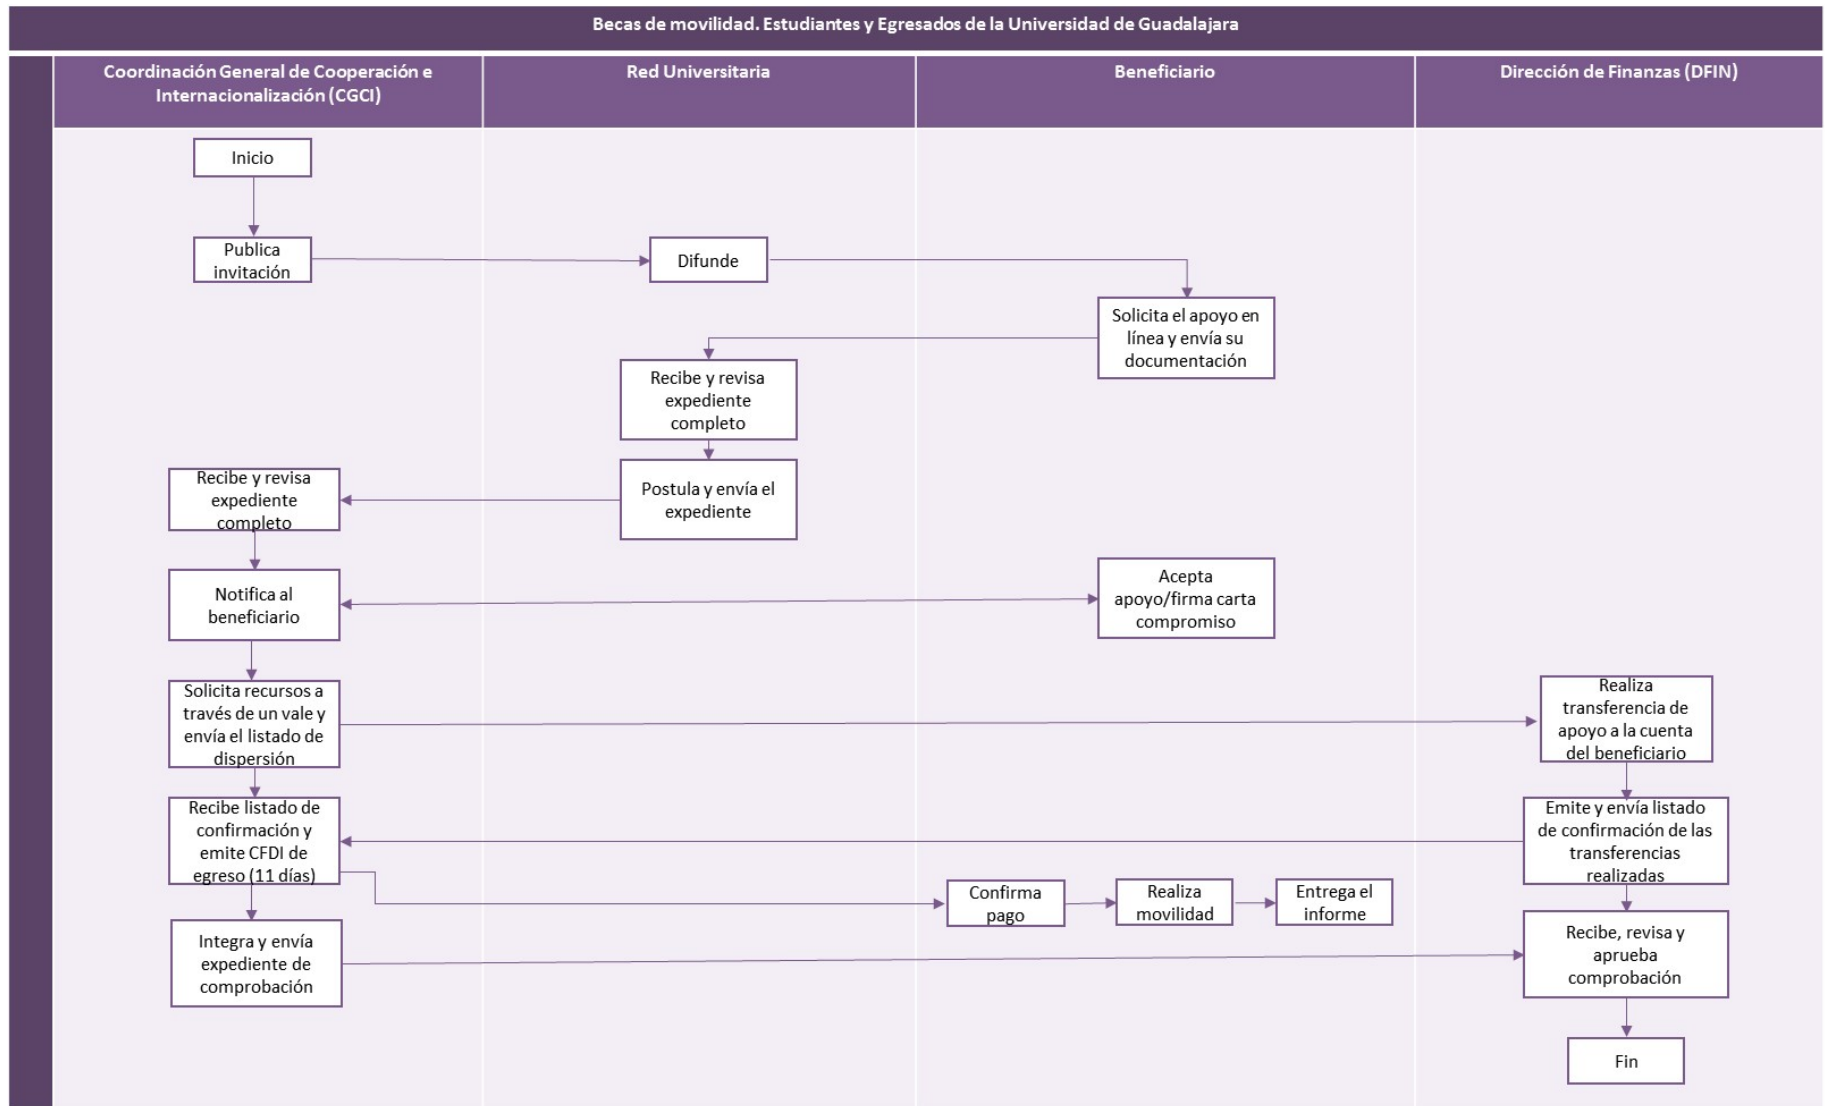 Becas de movilidad. Estudiantes y Egresados de la Universidad de Guadalajara
Coordinación General de Cooperación e
Internacionalización (CGCI)
Red Universitaria
Beneficiario
Dirección de Finanzas (DFIN)
Inicio
Publica
invitación
Difunde
Solicita el apoyo en
línea y envía su
documentación
Recibe y revisa
expediente
completo
Postula y envía el
expediente
Recibe y revisa
expediente
completo
Notifica al
beneficiario
Acepta
apoyo/firma carta
compromiso
Solicita recursos a
través de un vale y
envía el listado de
dispersión
Realiza
transferencia de
apoyo a la cuenta
del beneficiario
Recibe listado de
confirmación y
emite CFDI de
egreso (11 días)
Emite y envía listado
de confirmación de las
transferencias
realizadas
Confirma
pago
Realiza
movilidad
Entrega el
informe
Integra y envía
expediente de
comprobación
Recibe, revisa y
aprueba
comprobación
Fin